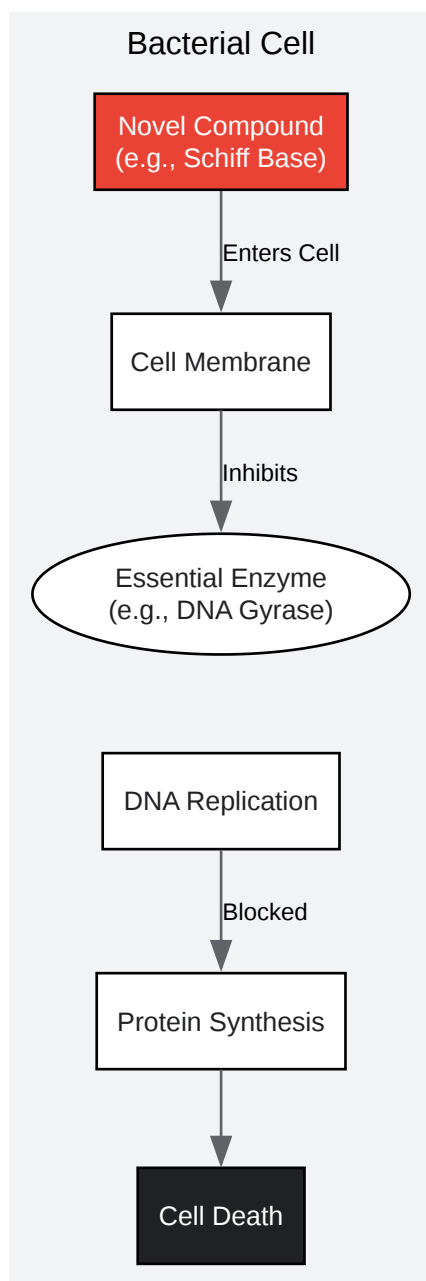 Bacterial Cell
Novel Compound
(e.g., Schiff Base)
Enters Cell
Cell Membrane
Inhibits
Essential Enzyme
(e.g., DNA Gyrase)
DNA Replication
Blocked
Protein Synthesis
Cell Death